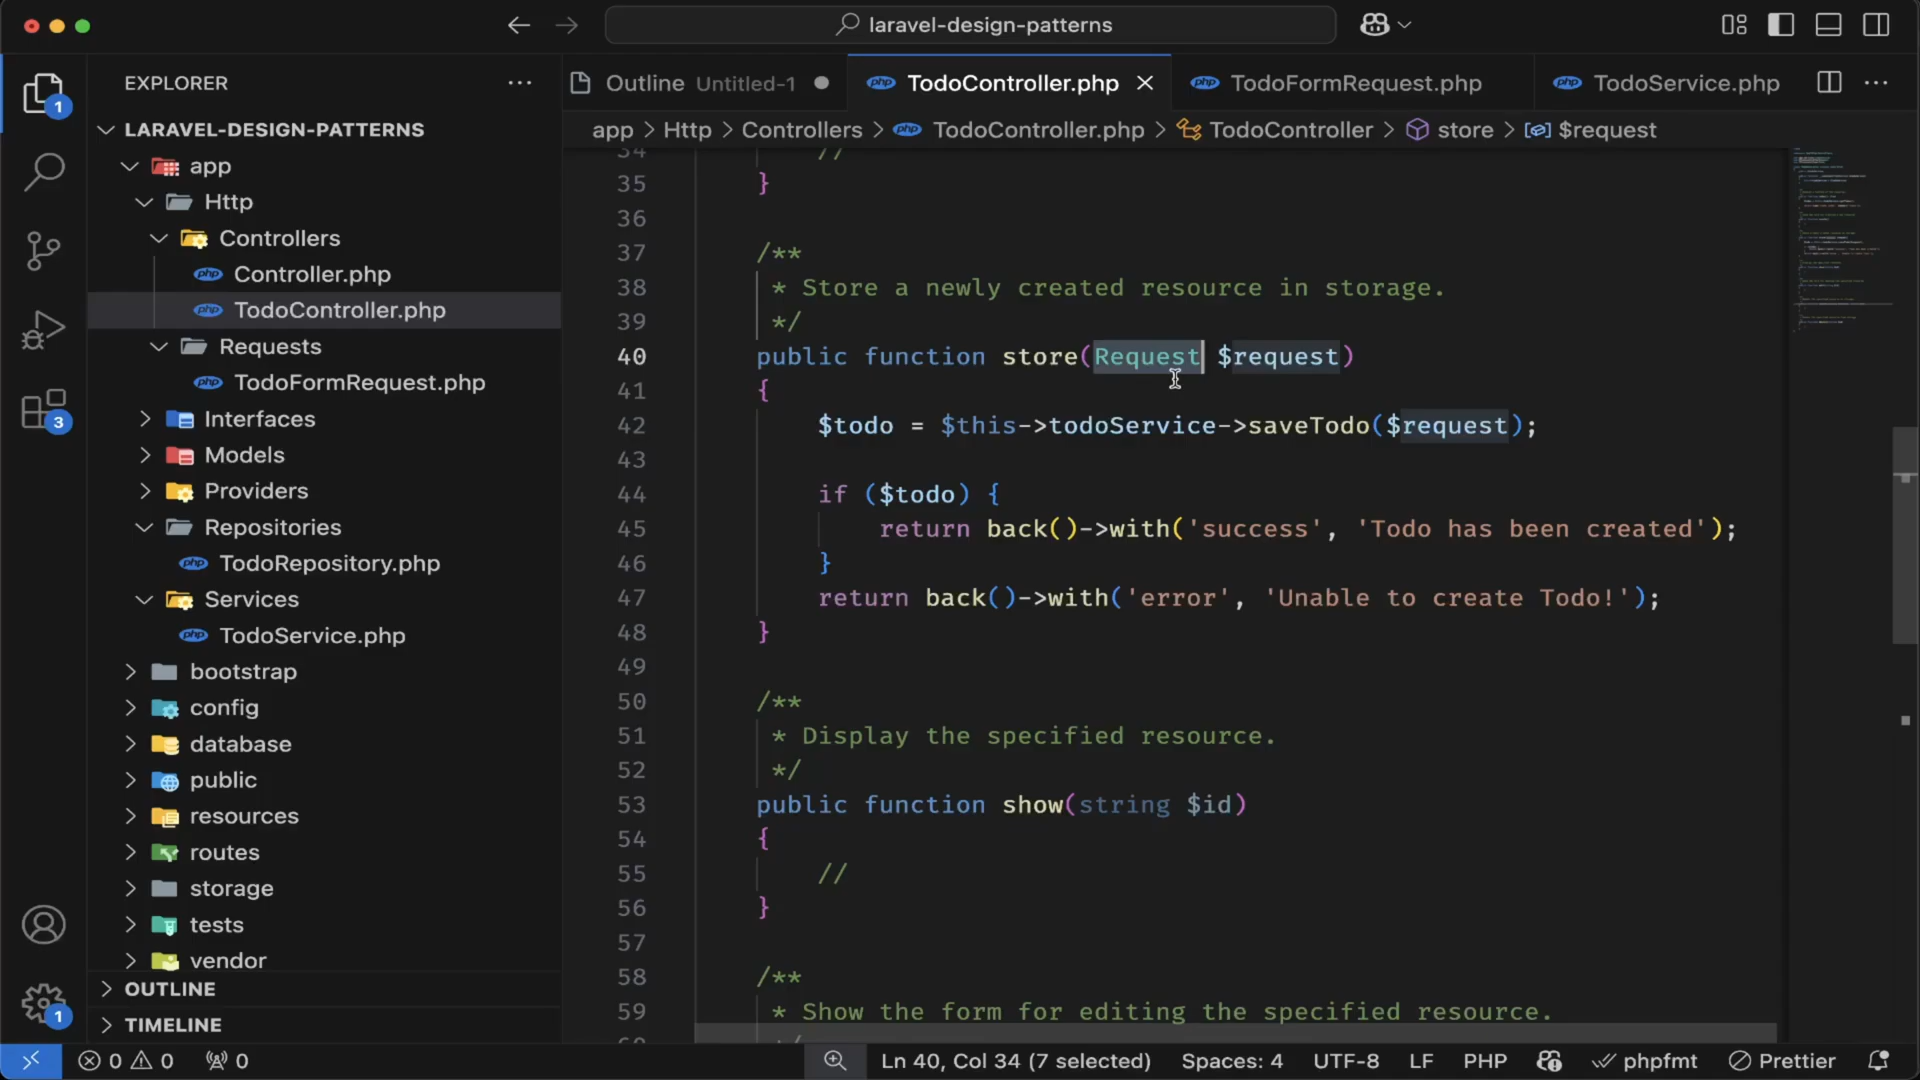 laravel-design-patterns
EXPLORER
Outline Untitled-1
TodoController.php
TodoFormRequest.php
TodoService.php
app > Http > Controllers > TodoController.php > TodoController > store > $request
LARAVEL-DESIGN-PATTERNS
app
Http
Controllers
Controller.php
TodoController.php
Requests
TodoFormRequest.php
Interfaces
Models
Providers
Repositories
TodoRepository.php
Services
TodoService.php
bootstrap
config
database
public
resources
routes
storage
tests
vendor
OUTLINE
TIMELINE
1
3
1
34 //
35 }
36
37 /**
38 * Store a newly created resource in storage.
39 */
40 public function store(Request $request)
41 {
42 $todo = $this->todoService->saveTodo($request);
43
44 if ($todo) {
45 return back()->with('success', 'Todo has been created');
46 }
47 return back()->with('error', 'Unable to create Todo!');
48 }
49
50 /**
51 * Display the specified resource.
52 */
53 public function show(string $id)
54 {
55 //
56 }
57
58 /**
59 * Show the form for editing the specified resource.
60 */
0 0 0 Ln 40, Col 34 (7 selected) Spaces: 4 UTF-8 LF PHP phpfmt Prettier